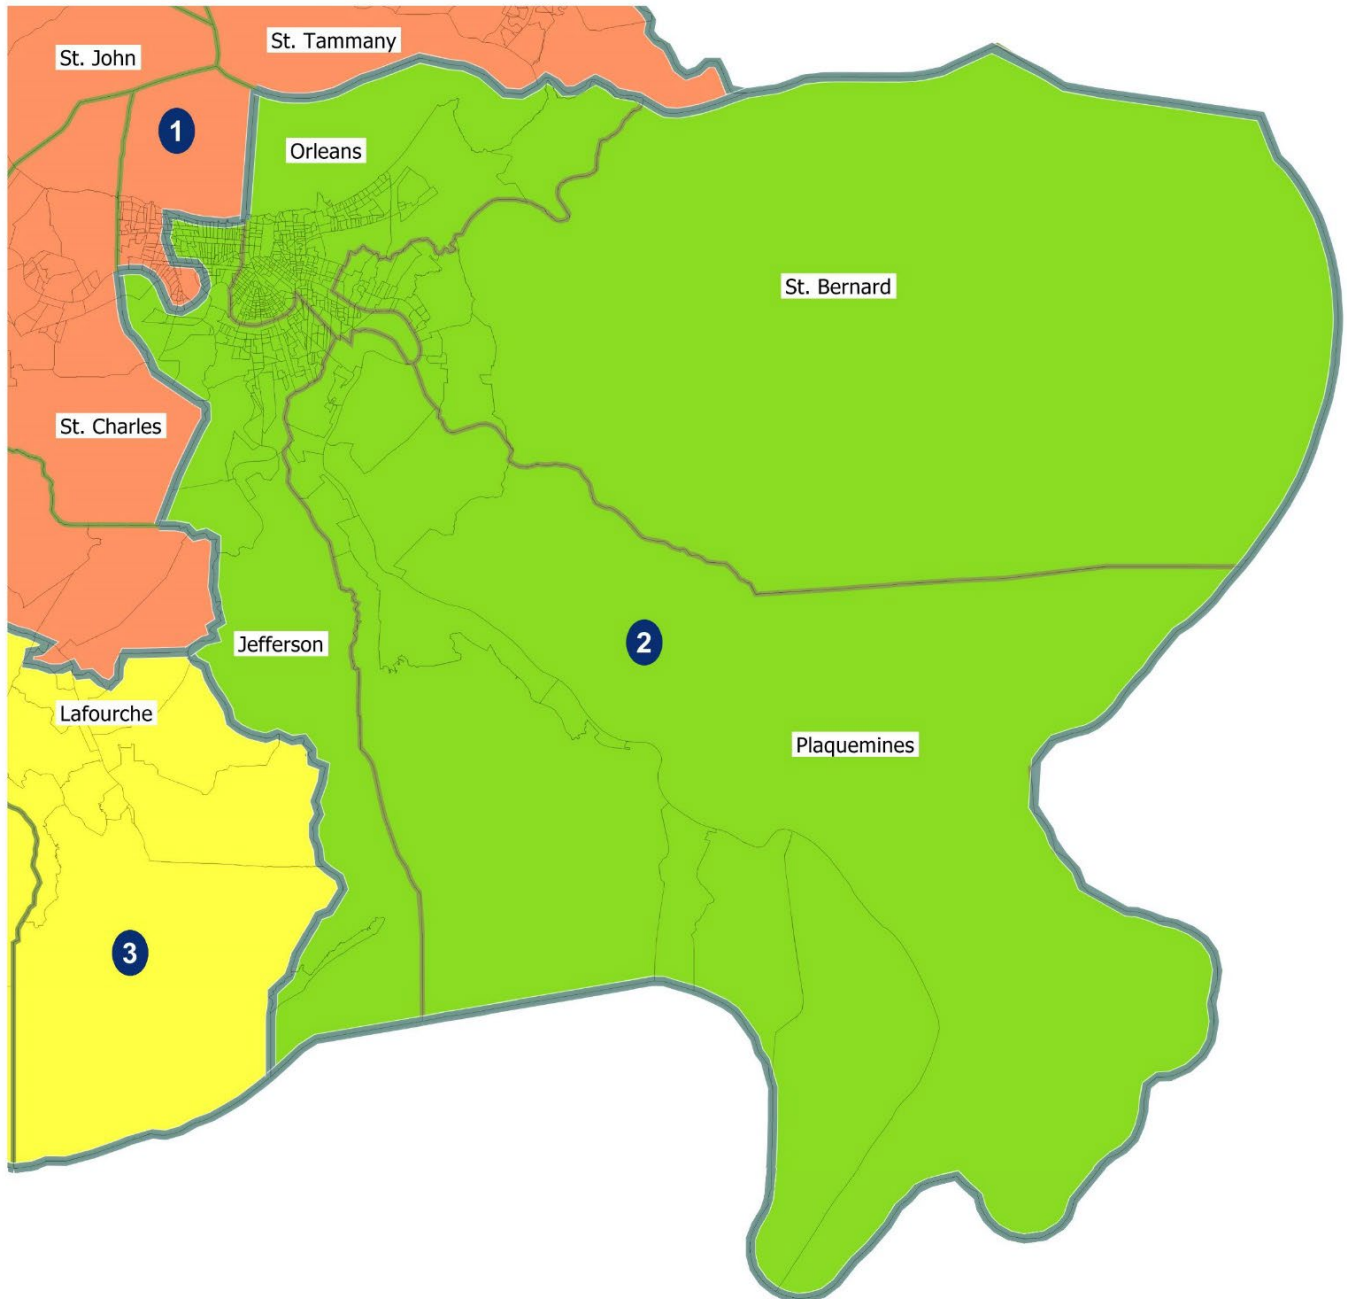 St. Tammany
St. John
1
Orleans
St. Bernard
St. Charles
Jefferson
2
Lafourche
Plaquemines
3